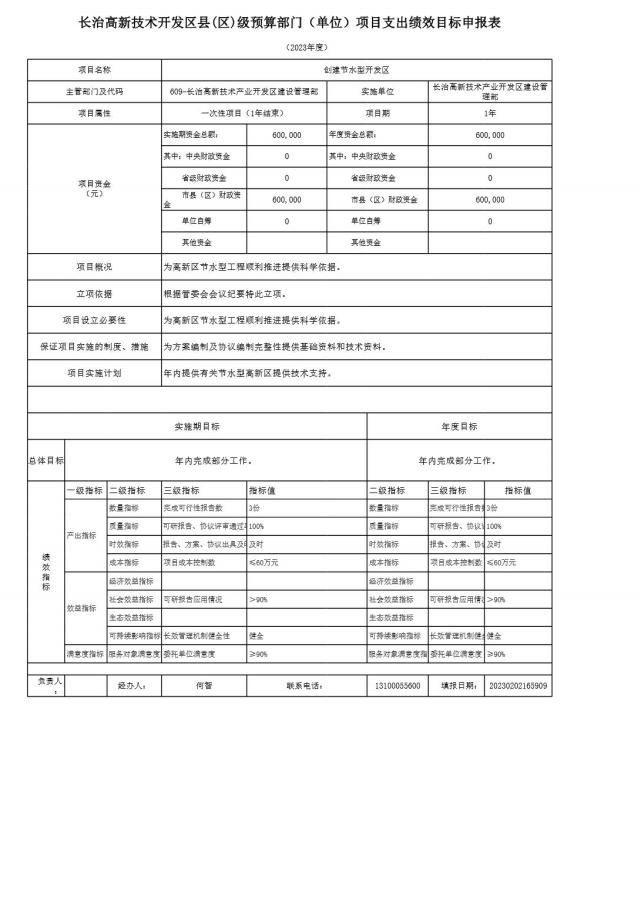 长治高新技术开发区县(区)级预算部门（单位）项目支出绩效目标申报表
（2023年度）
项目名称 创建节水型开发区
主管部门及代码 609-长治高新技术产业开发区建设管理部 实施单位 长治高新技术产业开发区建设管理部
项目属性 一次性项目（1年结束） 项目期 1年
项目资金（元） 实施期资金总额： 600,000 年度资金总额： 600,000
其中：中央财政资金 0 其中：中央财政资金 0
省级财政资金 0 省级财政资金 0
市县（区）财政资金 600,000 市县（区）财政资金 600,000
单位自筹 0 单位自筹 0
其他资金 其他资金
项目概况 为高新区节水型工程顺利推进提供科学依据。
立项依据 根据管委会会议纪要特此立项。
项目设立必要性 为高新区节水型工程顺利推进提供科学依据。
保证项目实施的制度、措施 为方案编制及协议编制完整性提供基础资料和技术资料。
项目实施计划 年内提供有关节水型高新区提供技术支持。
实施期目标 年度目标
总体目标 年内完成部分工作。 年内完成部分工作。
绩效指标 一级指标 二级指标 三级指标 指标值 二级指标 三级指标 指标值
产出指标 数量指标 完成可行性报告数 3份 数量指标 完成可行性报告 3份
质量指标 可研报告、协议评审通过 100% 质量指标 可研报告、协议 100%
时效指标 报告、方案、协议出具及 及时 时效指标 报告、方案、协 及时
成本指标 项目成本控制数 ≤60万元 成本指标 项目成本控制数 ≤60万元
效益指标 经济效益指标 经济效益指标
社会效益指标 可研报告应用情况 >90% 社会效益指标 可研报告应用情 >90%
生态效益指标 生态效益指标
可持续影响指标 长效管理机制健全性 健全 可持续影响指标 长效管理机制健 健全
满意度指标 服务对象满意度 委托单位满意度 ≥90% 服务对象满意度指 委托单位满意度 ≥90%
负责人： 经办人： 何智 联系电话： 13100055600 填报日期： 20230202165909